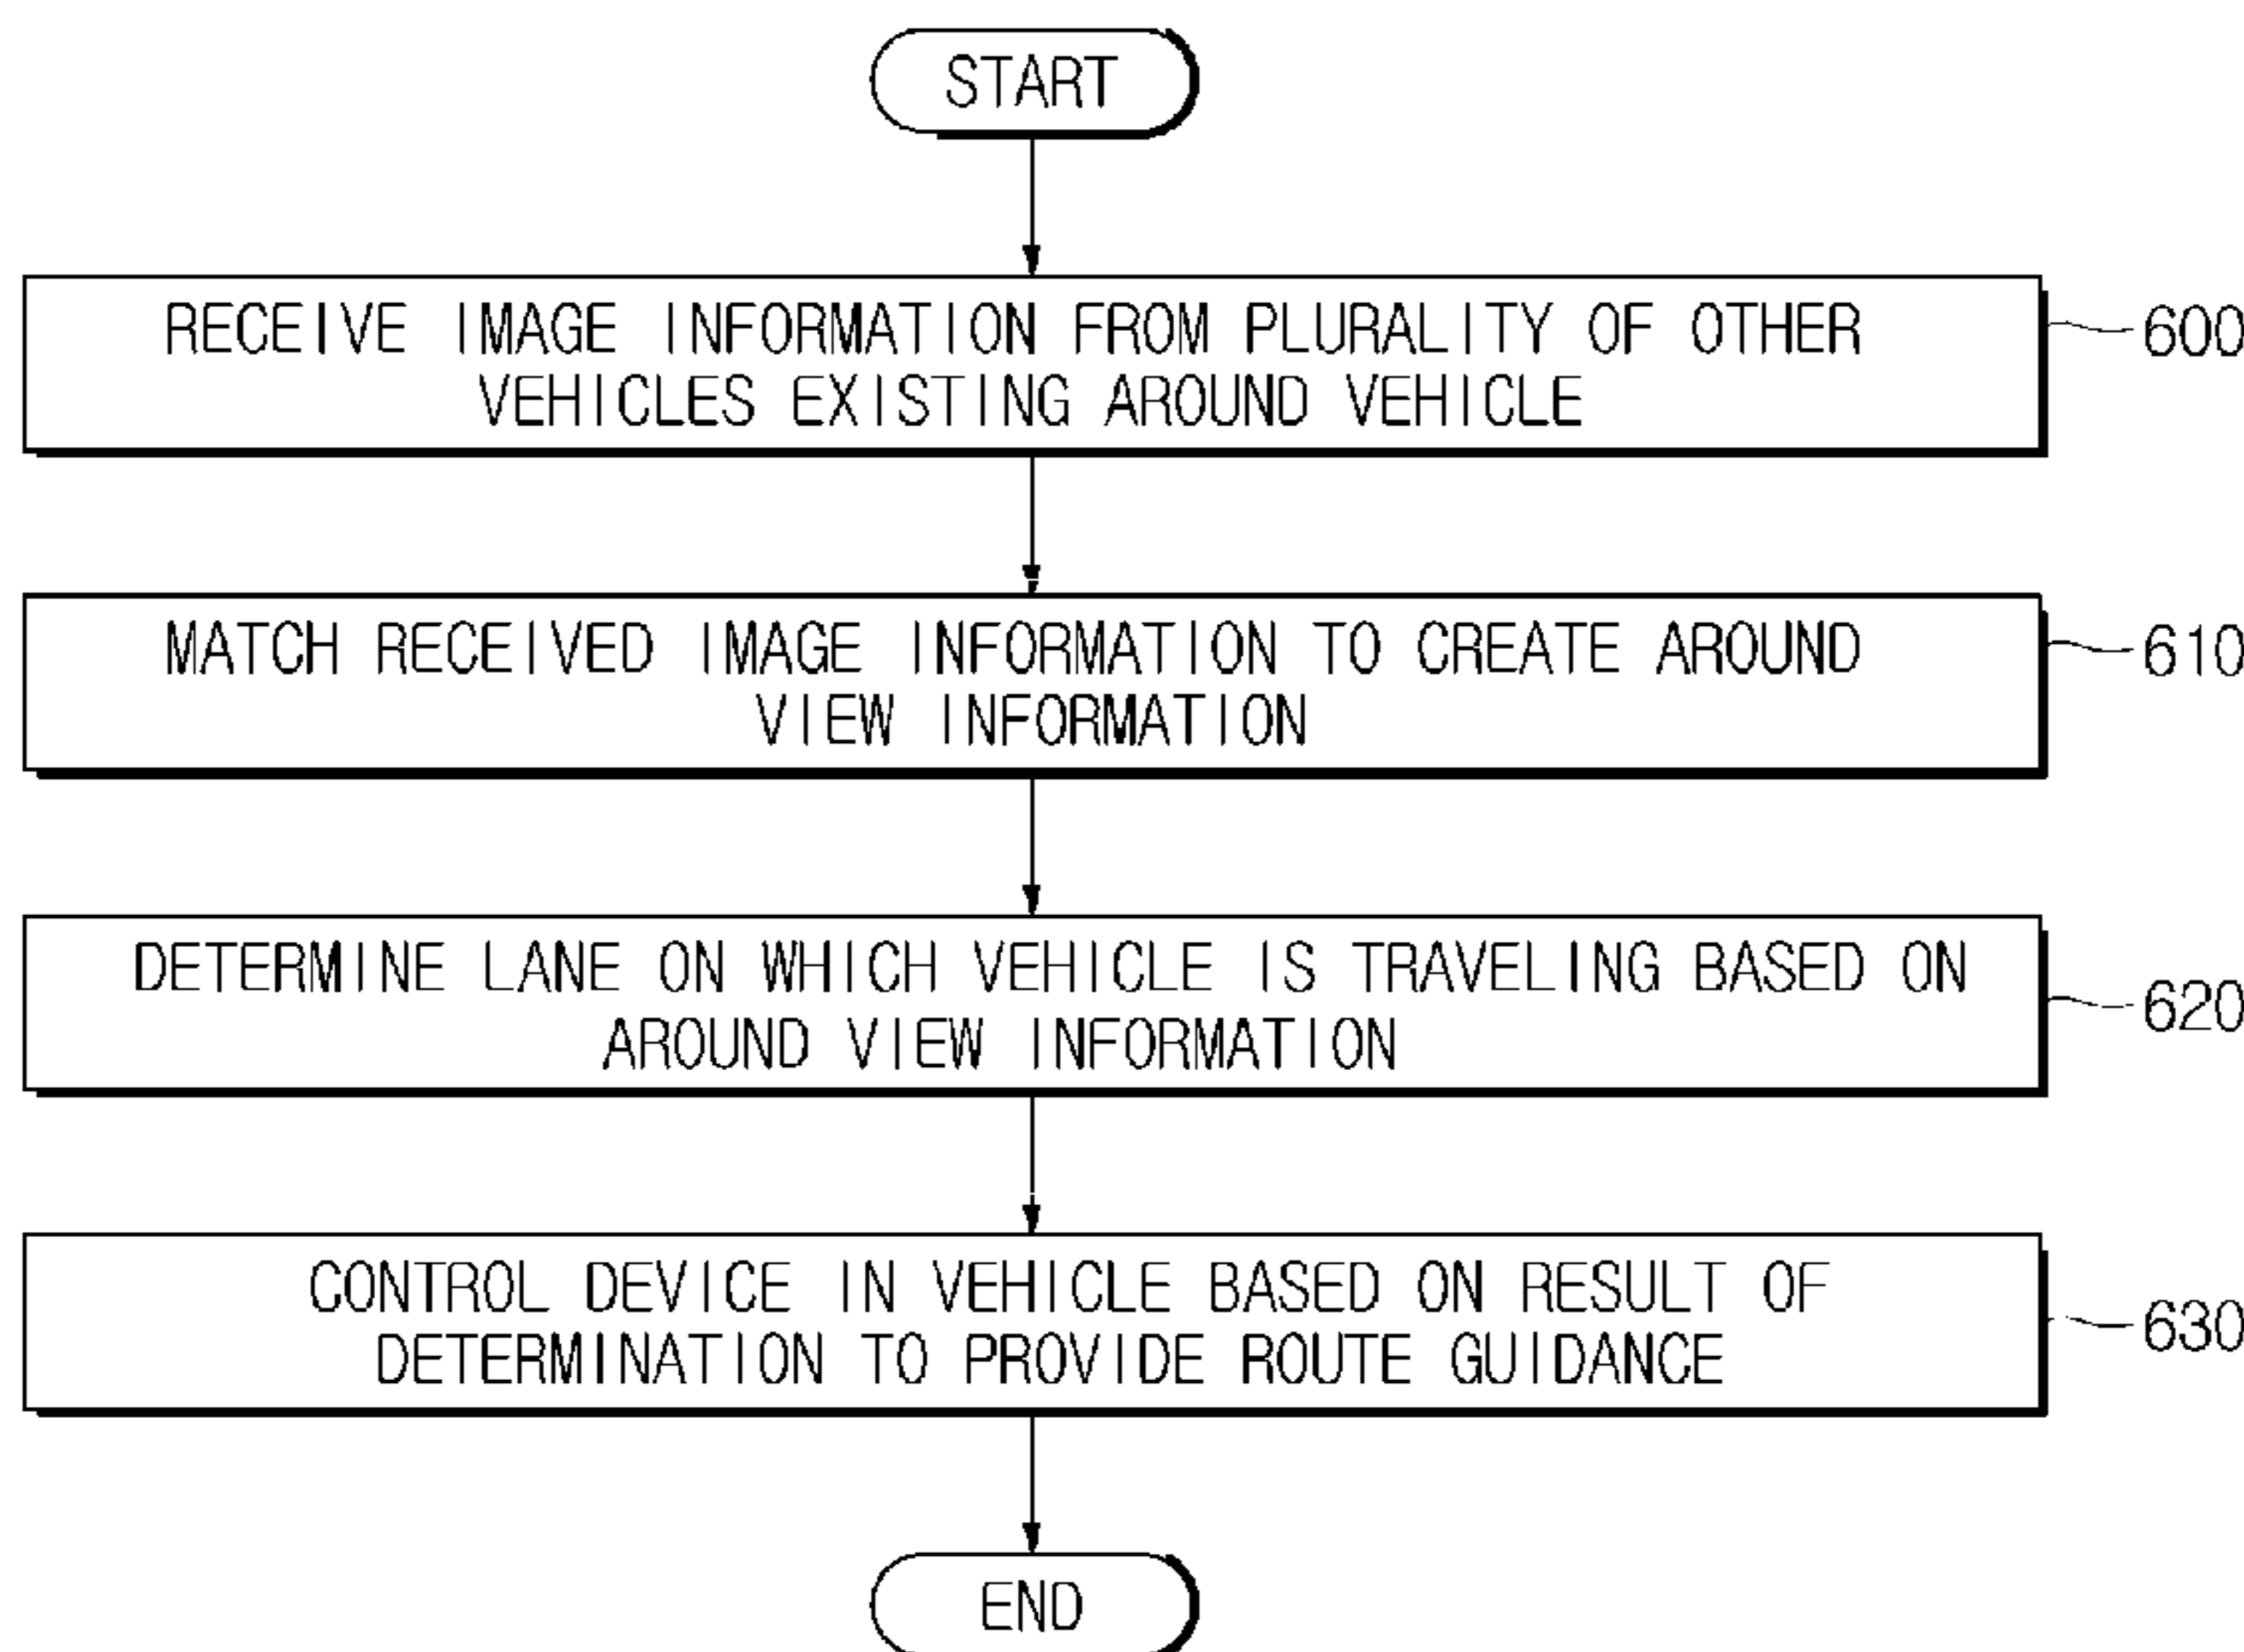 START
RECEIVE IMAGE INFORMATION FROM PLURALITY OF OTHER
VEHICLES EXISTING AROUND VEHICLE
600
MATCH RECEIVED IMAGE INFORMATION TO CREATE AROUND
VIEW INFORMATION
610
DETERMINE LANE ON WHICH VEHICLE IS TRAVELING BASED ON
AROUND VIEW INFORMATION
620
CONTROL DEVICE IN VEHICLE BASED ON RESULT OF
DETERMINATION TO PROVIDE ROUTE GUIDANCE
630
END